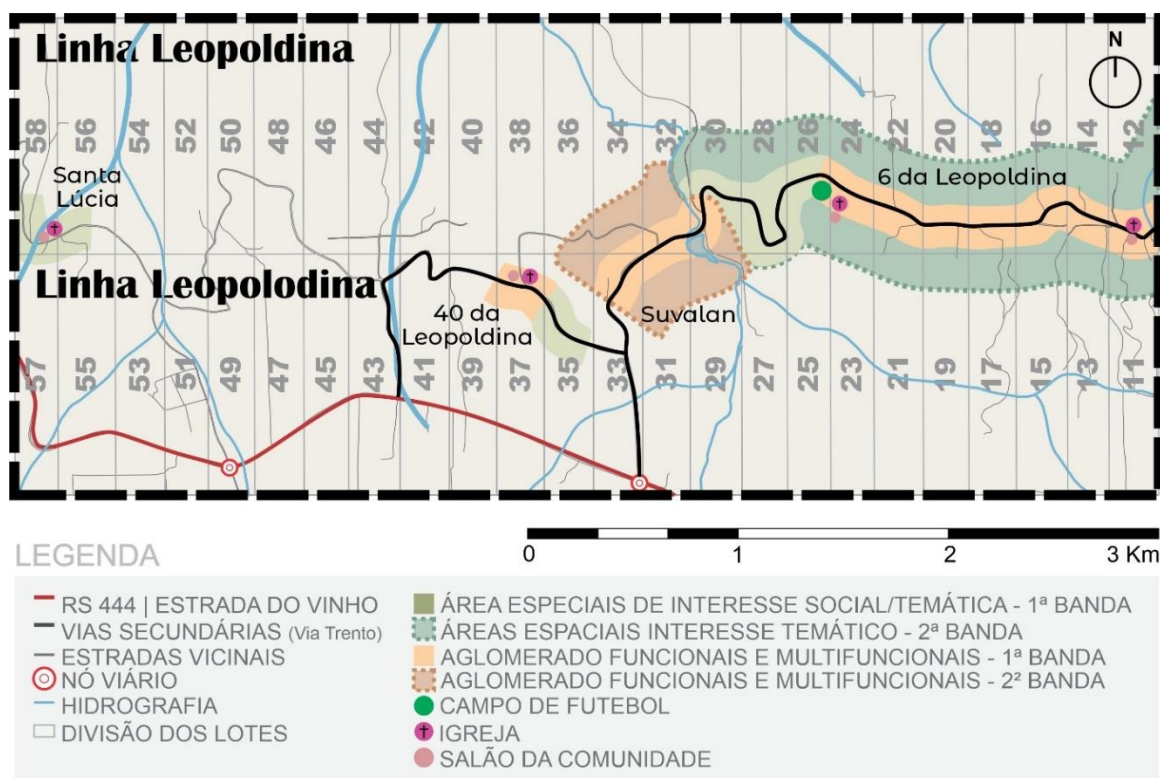 Linha Leopoldina
N
58 56 54 52 50 48 46 44 42 40 38 36 34 32 30 28 26 24 22 20 18 16 14 12
Santa
Lúcia
6 da Leopoldina
Linha Leopolodina
40 da
Leopoldina
Suvalan
57 55 53 51 49 47 45 43 41 39 37 35 33 31 29 27 25 23 21 19 17 15 13 11
LEGENDA
0 1 2 3 Km
RS 444 | ESTRADA DO VINHO
VIAS SECUNDÁRIAS (Via Trento)
ESTRADAS VICINAIS
NÓ VIÁRIO
HIDROGRAFIA
DIVISÃO DOS LOTES
ÁREA ESPECIAIS DE INTERESSE SOCIAL/TEMÁTICA - 1ª BANDA
ÁREAS ESPACIAIS INTERESSE TEMÁTICO - 2ª BANDA
AGLOMERADO FUNCIONAIS E MULTIFUNCIONAIS - 1ª BANDA
AGLOMERADO FUNCIONAIS E MULTIFUNCIONAIS - 2² BANDA
CAMPO DE FUTEBOL
IGREJA
SALÃO DA COMUNIDADE